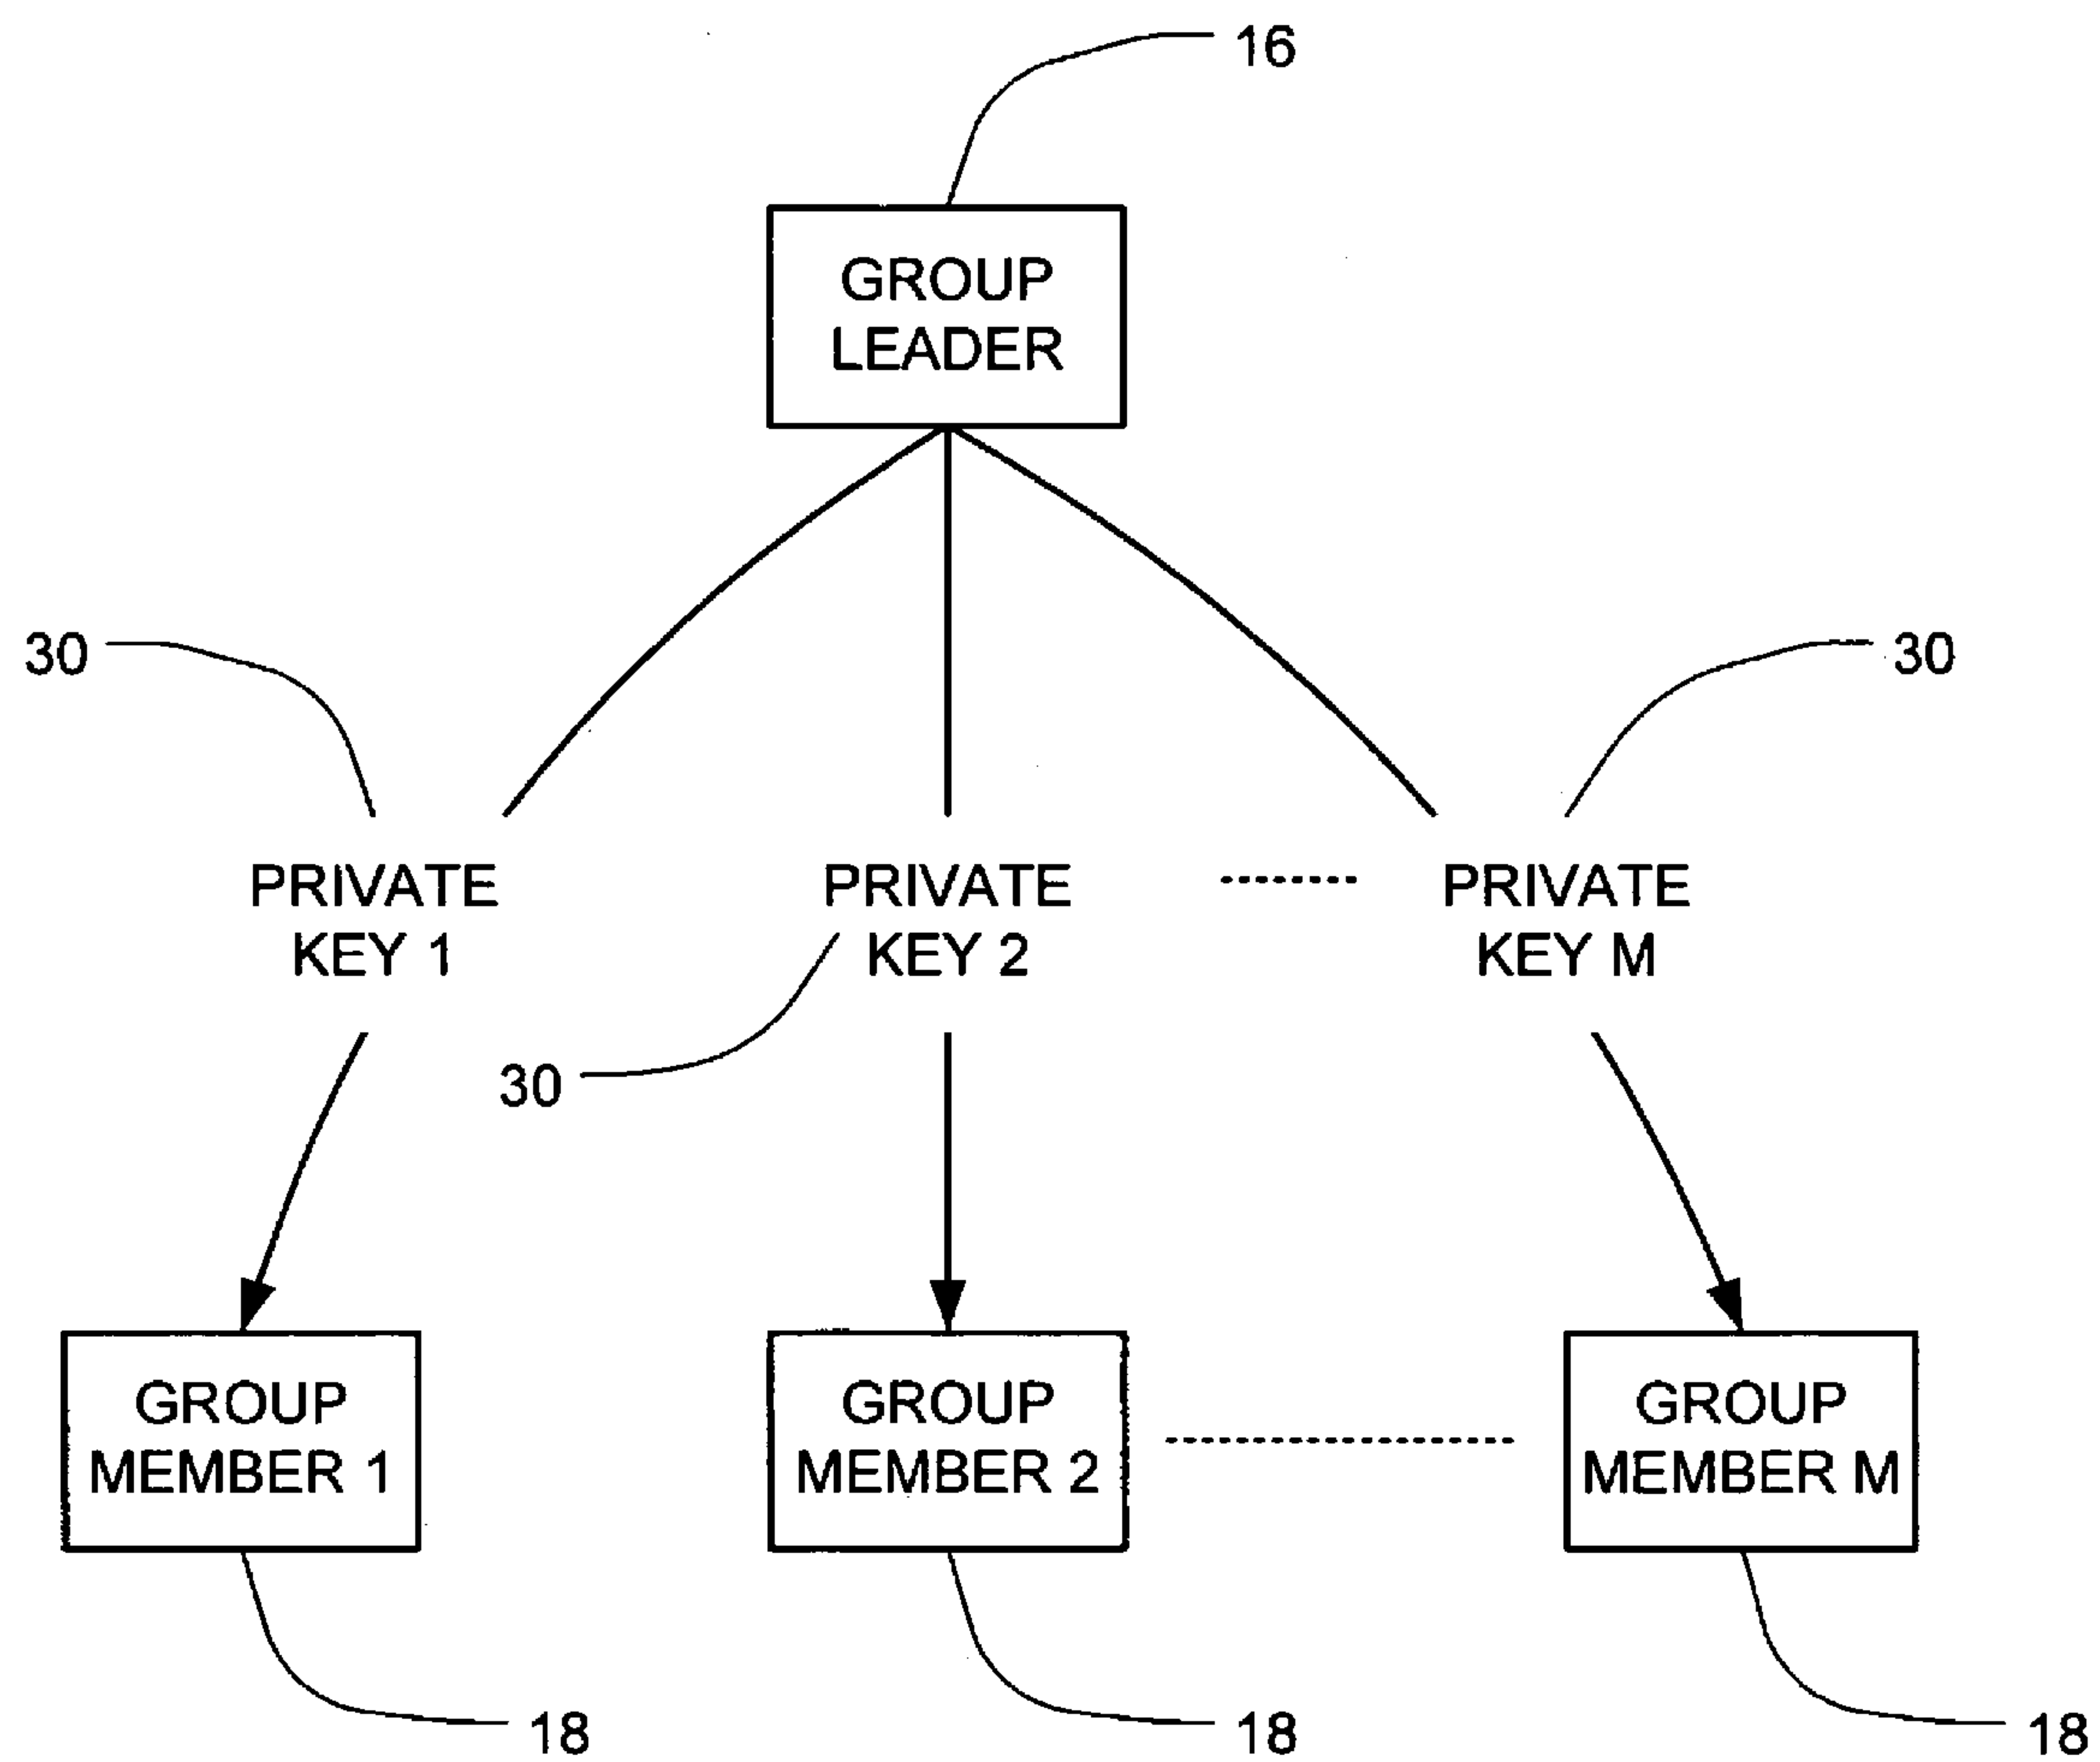 16
GROUP
LEADER
30
30
PRIVATE
KEY 1
PRIVATE
KEY 2
PRIVATE
KEY M
30
GROUP
MEMBER 1
GROUP
MEMBER 2
GROUP
MEMBER M
18
18
18